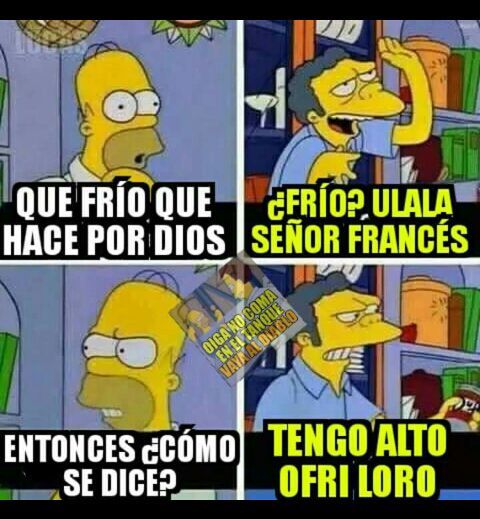 LUCAS
QUE FRÍO QUE
HACE POR DIOS
¿FRÍO? ULALA
SEÑOR FRANCÉS
OIGA NO COMA
EN EL TANQUE
VAYA AL DIABLO
ENTONCES ¿CÓMO
SE DICE?
TENGO ALTO
OFRI LORO